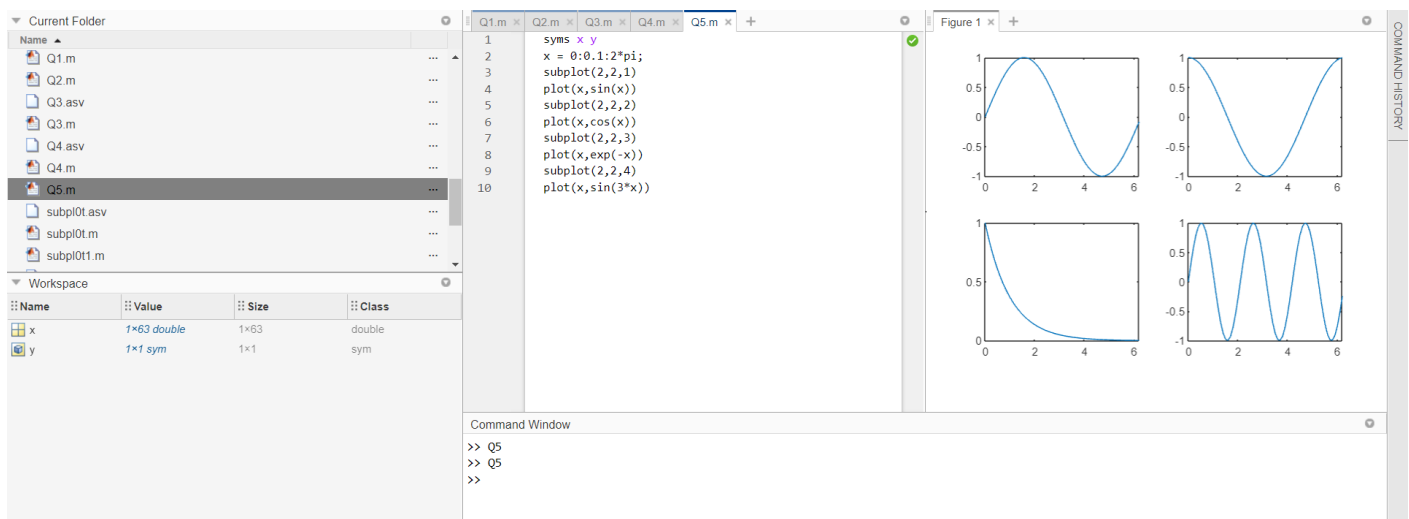 Current Folder
Name
Q1.m ...
Q2.m ...
Q3.asv ...
Q3.m ...
Q4.asv ...
Q4.m ...
Q5.m ...
subpl0t.asv ...
subpl0t.m ...
subpl0t1.m ...
Workspace
Name Value Size Class
x 1×63 double 1×63 double
y 1×1 sym 1×1 sym
Q1.m × Q2.m × Q3.m × Q4.m × Q5.m × +
1 syms x y
2 x = 0:0.1:2*pi;
3 subplot(2,2,1)
4 plot(x,sin(x))
5 subplot(2,2,2)
6 plot(x,cos(x))
7 subplot(2,2,3)
8 plot(x,exp(-x))
9 subplot(2,2,4)
10 plot(x,sin(3*x))
Figure 1 × +
1
0.5
0
-0.5
-1
0 2 4 6
1
0.5
0
-0.5
-1
0 2 4 6
1
0.5
0
0 2 4 6
1
0.5
0
-0.5
-1
0 2 4 6
Command Window
>> Q5
>> Q5
>>
COMMAND HISTORY